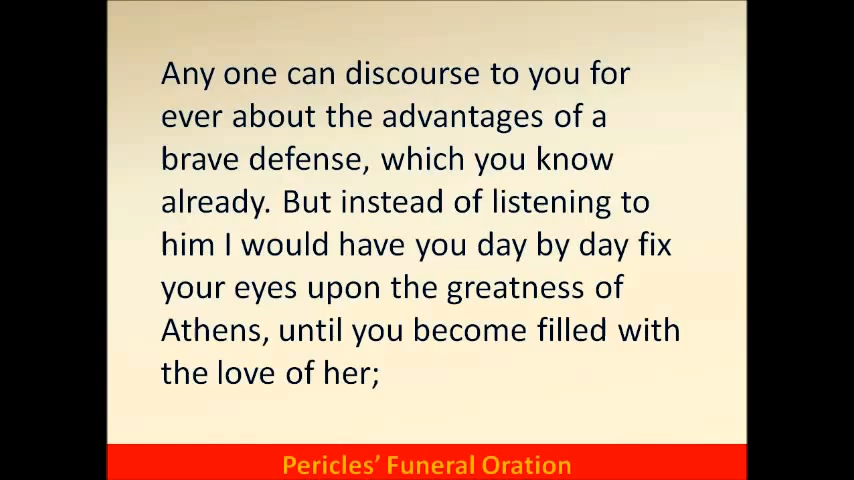 Any one can discourse to you for
ever about the advantages of a
brave defense, which you know
already. But instead of listening to
him I would have you day by day fix
your eyes upon the greatness of
Athens, until you become filled with
the love of her;
Pericles’ Funeral Oration